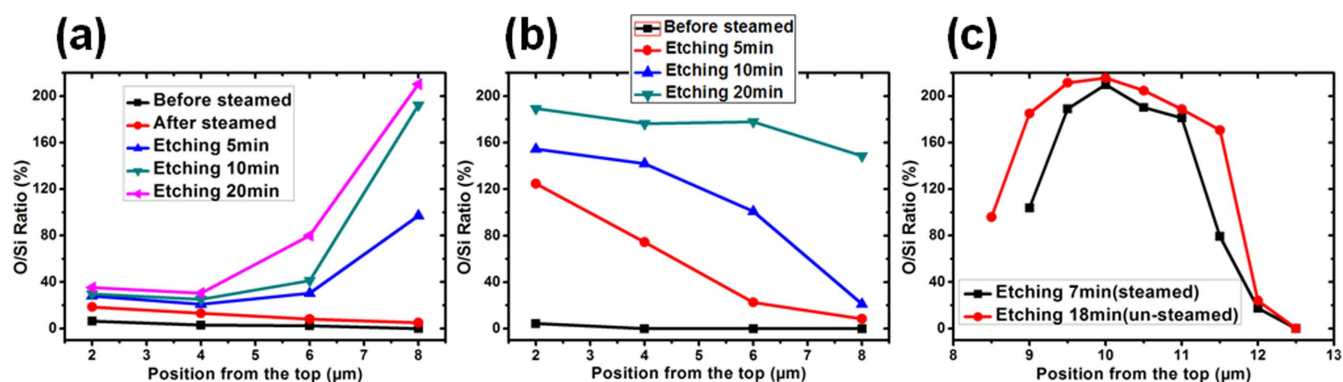 (a)
O/Si Ratio (%)
200
160
120
80
40
0
Before steamed
After steamed
Etching 5min
Etching 10min
Etching 20min
2 3 4 5 6 7 8
Position from the top (µm)
(b)
O/Si Ratio (%)
200
160
120
80
40
0
Before steamed
Etching 5min
Etching 10min
Etching 20min
2 3 4 5 6 7 8
Position from the top (µm)
(c)
O/Si Ratio (%)
200
160
120
80
40
0
Etching 7min(steamed)
Etching 18min(un-steamed)
8 9 10 11 12 13
Position from the top (µm)